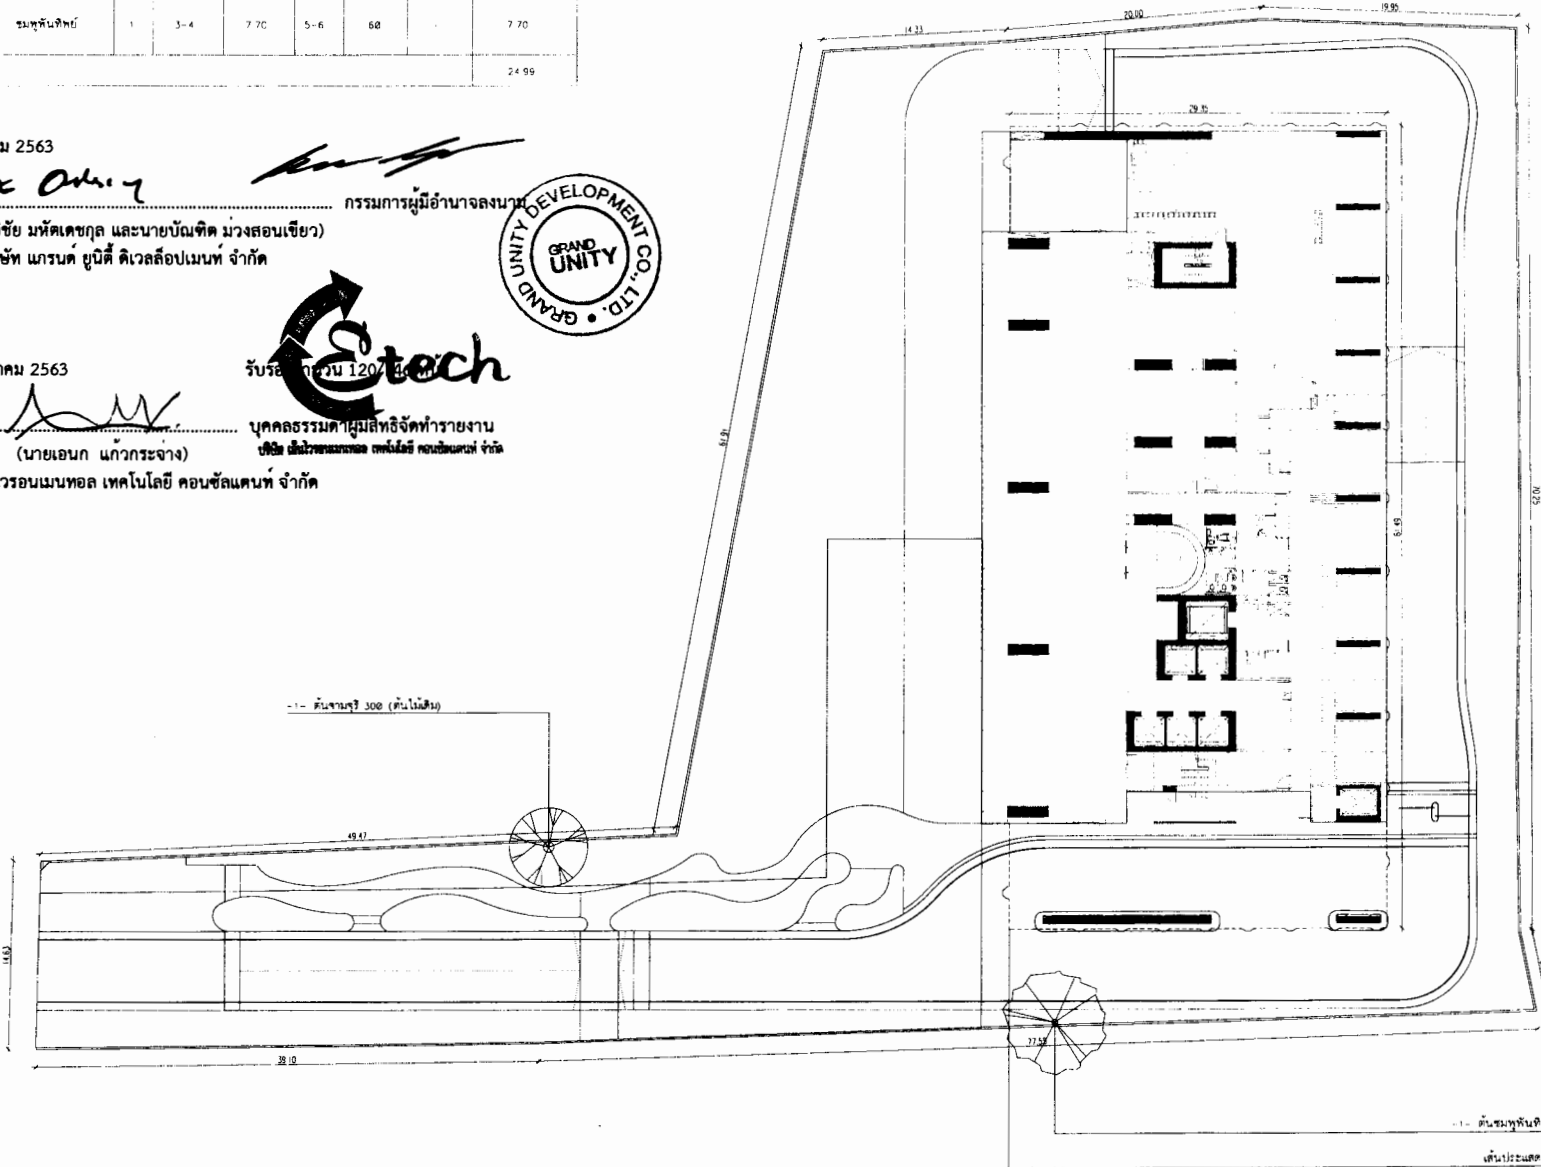 ชมพูพันทิพย์ 1 3-4 7.70 5-6 60 - 7.70
24.99
ม 2563
กรรมการผู้มีอำนาจลงนาม
ชัย มหัตเดชกุล และนายบัณฑิต ม่วงสอนเขียว)
ษัท แกรนด์ ยูนิตี้ ดิเวลล็อปเมนท์ จำกัด
GRAND UNITY DEVELOPMENT CO., LTD.
GRAND
UNITY
าคม 2563
Etech
บุคคลธรรมดาผู้มีสิทธิจัดทำรายงาน
(นายเอนก แก้วกระจ่าง)
วรอนเมนทอล เทคโนโลยี คอนซัลแตนท์ จำกัด
14.33
20.00
19.95
29.35
61.91
70.25
61.49
-1- ต้นจามจุรี 300 (ต้นไม้เดิม)
49.47
14.63
38.10
77.55
-1- ต้นชมพูพันทิ